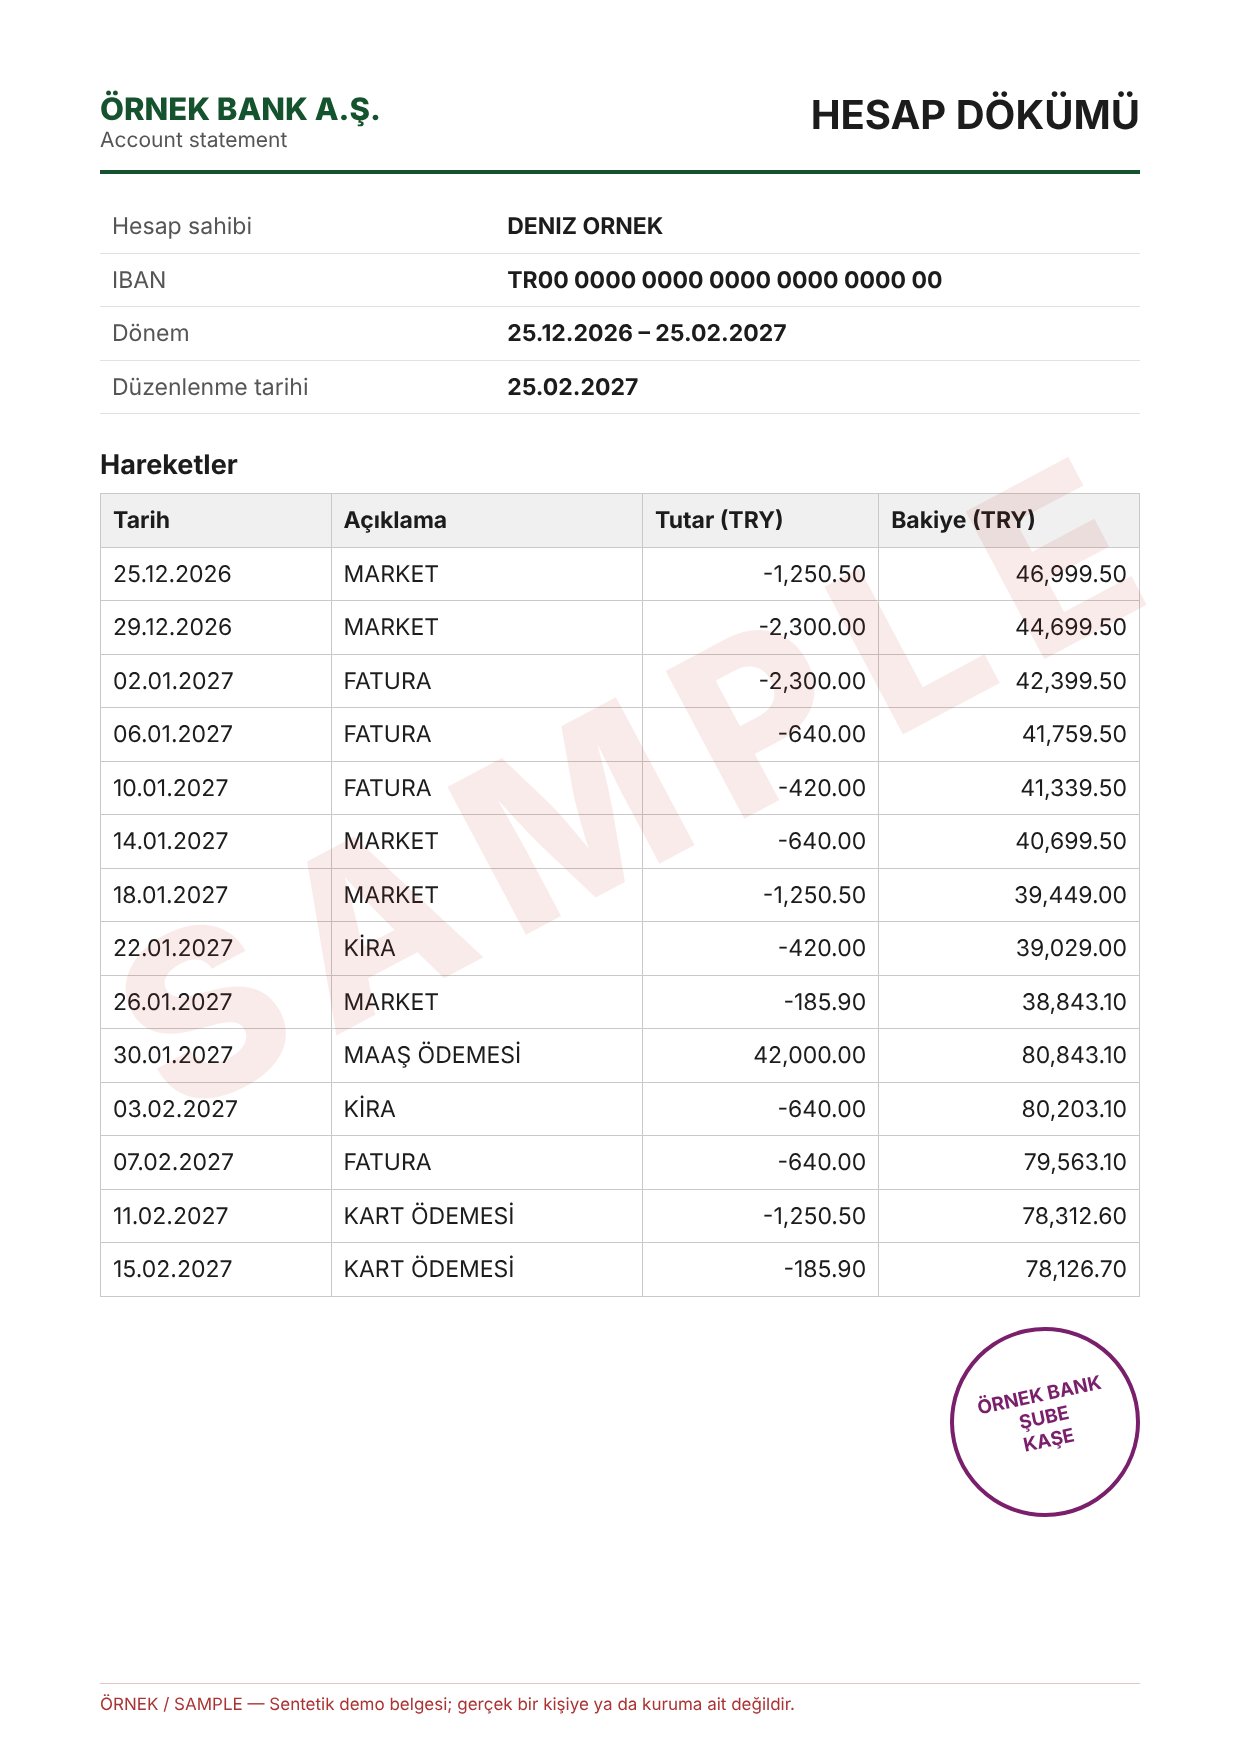 ÖRNEK BANK A.Ş.
Account statement
HESAP DÖKÜMÜ
Hesap sahibi DENIZ ORNEK
IBAN TR00 0000 0000 0000 0000 0000 00
Dönem 25.12.2026 – 25.02.2027
Düzenlenme tarihi 25.02.2027
Hareketler
Tarih Açıklama Tutar (TRY) Bakiye (TRY)
25.12.2026 MARKET -1,250.50 46,999.50
29.12.2026 MARKET -2,300.00 44,699.50
02.01.2027 FATURA -2,300.00 42,399.50
06.01.2027 FATURA -640.00 41,759.50
10.01.2027 FATURA -420.00 41,339.50
14.01.2027 MARKET -640.00 40,699.50
18.01.2027 MARKET -1,250.50 39,449.00
22.01.2027 KİRA -420.00 39,029.00
26.01.2027 MARKET -185.90 38,843.10
30.01.2027 MAAŞ ÖDEMESİ 42,000.00 80,843.10
03.02.2027 KİRA -640.00 80,203.10
07.02.2027 FATURA -640.00 79,563.10
11.02.2027 KART ÖDEMESİ -1,250.50 78,312.60
15.02.2027 KART ÖDEMESİ -185.90 78,126.70
SAMPLE
ÖRNEK BANK
ŞUBE
KAŞE
ÖRNEK / SAMPLE — Sentetik demo belgesi; gerçek bir kişiye ya da kuruma ait değildir.